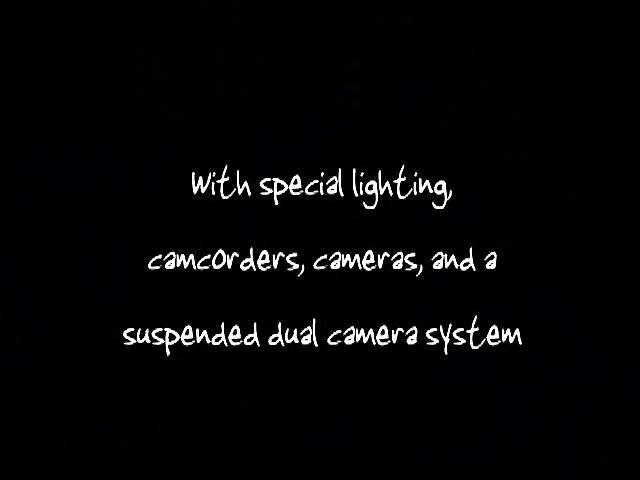 With special lighting,
camcorders, cameras, and a
suspended dual camera system